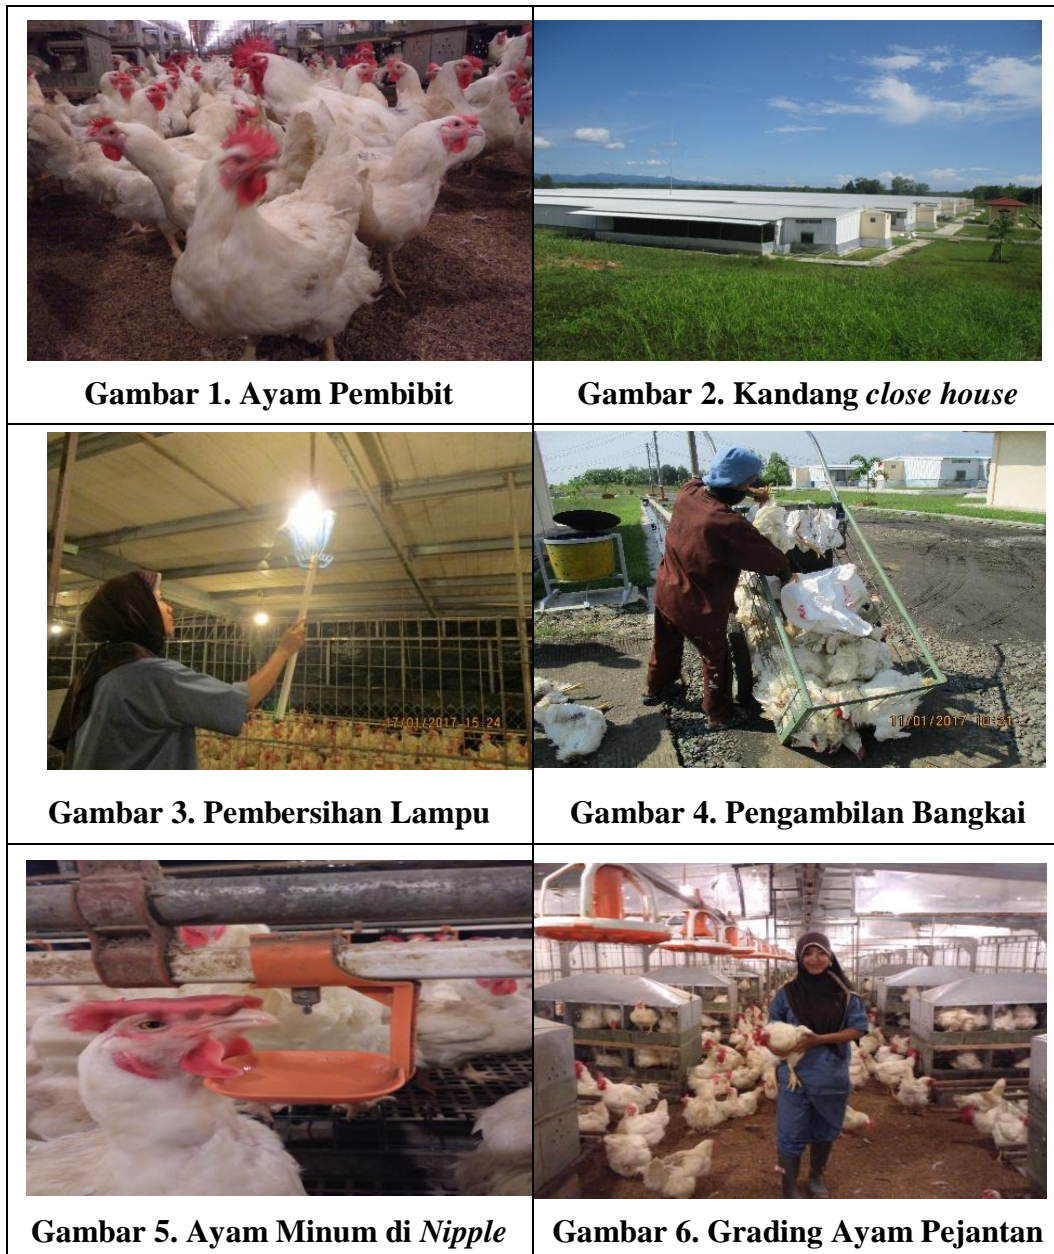 Gambar 1. Ayam Pembibit
Gambar 2. Kandang close house
17/01/2017 15 24
11/01/2017 10:31
Gambar 3. Pembersihan Lampu
Gambar 4. Pengambilan Bangkai
Gambar 5. Ayam Minum di Nipple
Gambar 6. Grading Ayam Pejantan